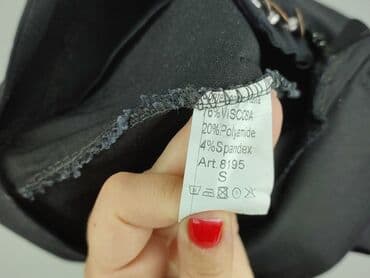 76%VISCOSA
20%Polyamide
4%Spandex
Art.8195
S